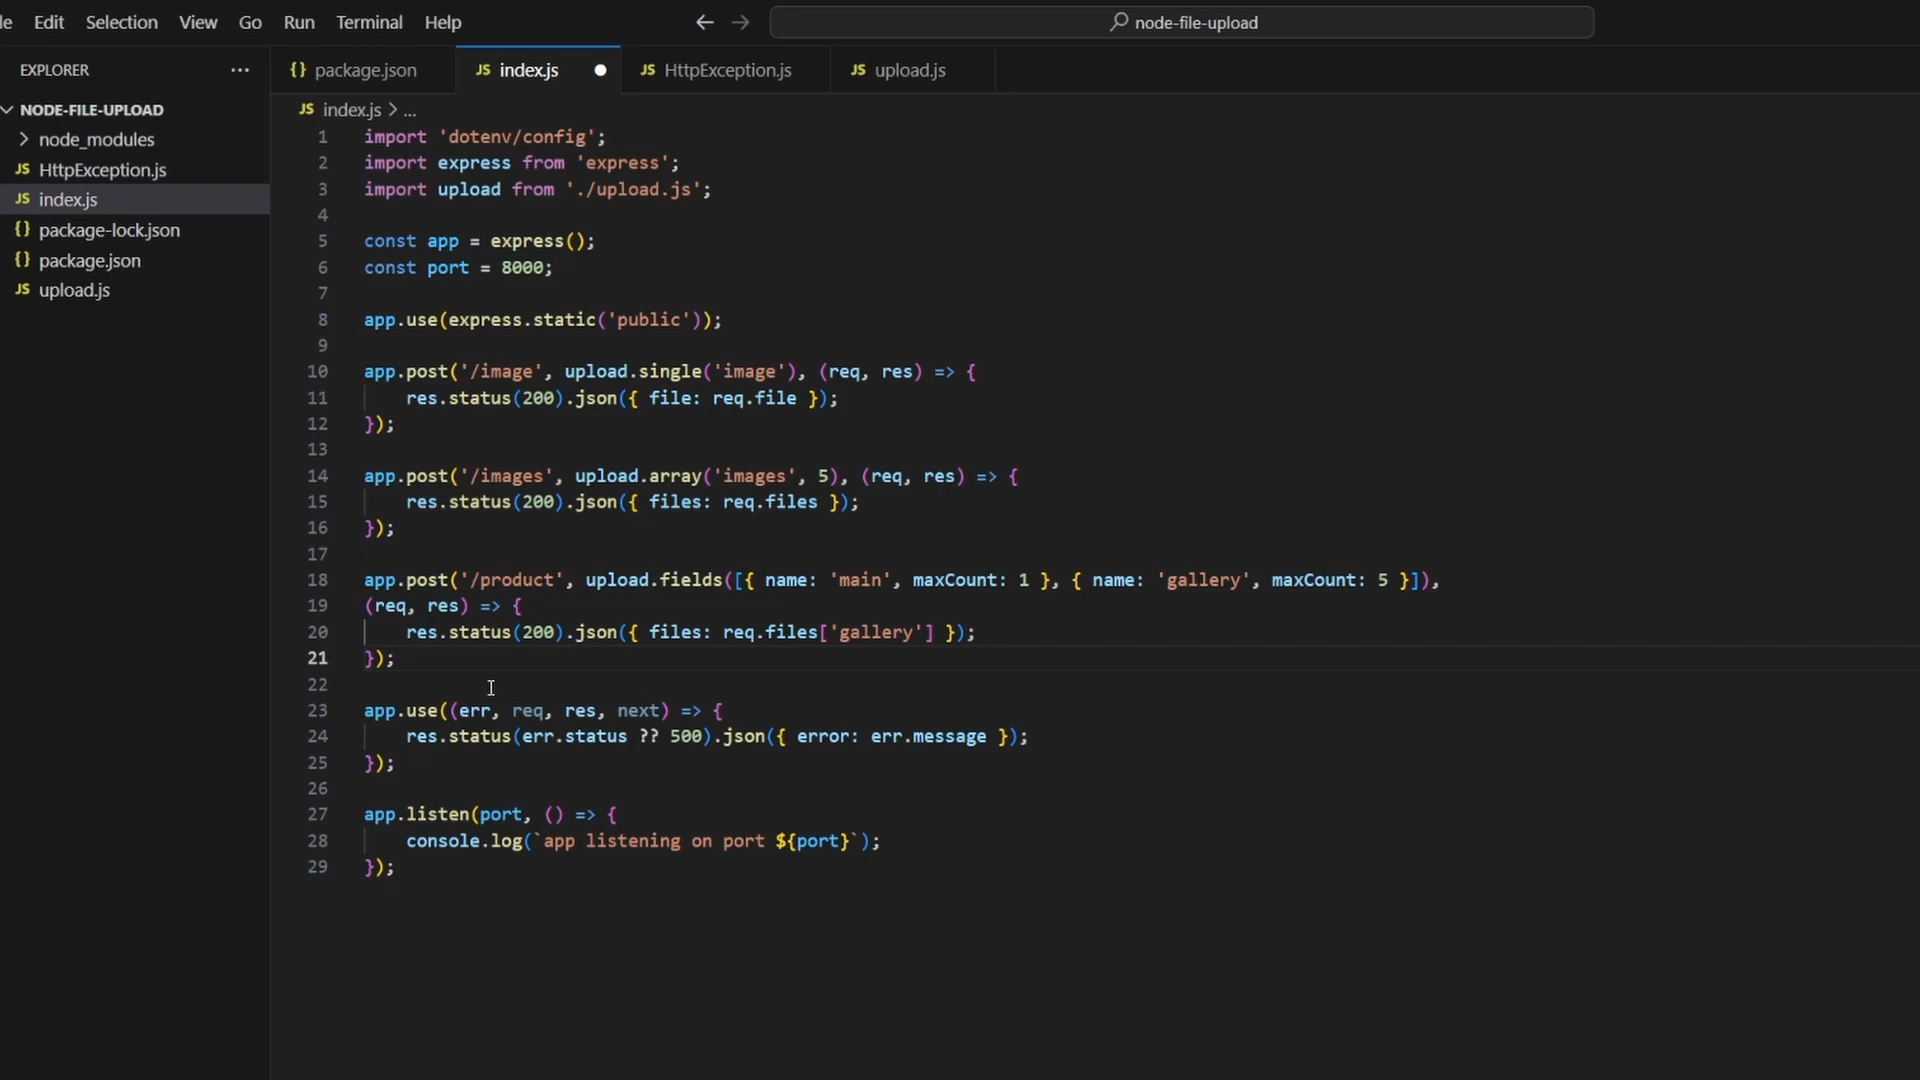 le Edit Selection View Go Run Terminal Help
node-file-upload
EXPLORER ...
{} package.json
JS index.js
JS HttpException.js
JS upload.js
NODE-FILE-UPLOAD
node_modules
JS HttpException.js
JS index.js
{} package-lock.json
{} package.json
JS upload.js
JS index.js > ...
1 import 'dotenv/config';
2 import express from 'express';
3 import upload from './upload.js';
4
5 const app = express();
6 const port = 8000;
7
8 app.use(express.static('public'));
9
10 app.post('/image', upload.single('image'), (req, res) => {
11     res.status(200).json({ file: req.file });
12 });
13
14 app.post('/images', upload.array('images', 5), (req, res) => {
15     res.status(200).json({ files: req.files });
16 });
17
18 app.post('/product', upload.fields([{ name: 'main', maxCount: 1 }, { name: 'gallery', maxCount: 5 }]),
19 (req, res) => {
20     res.status(200).json({ files: req.files['gallery'] });
21 });
22
23 app.use((err, req, res, next) => {
24     res.status(err.status ?? 500).json({ error: err.message });
25 });
26
27 app.listen(port, () => {
28     console.log(`app listening on port ${port}`);
29 });